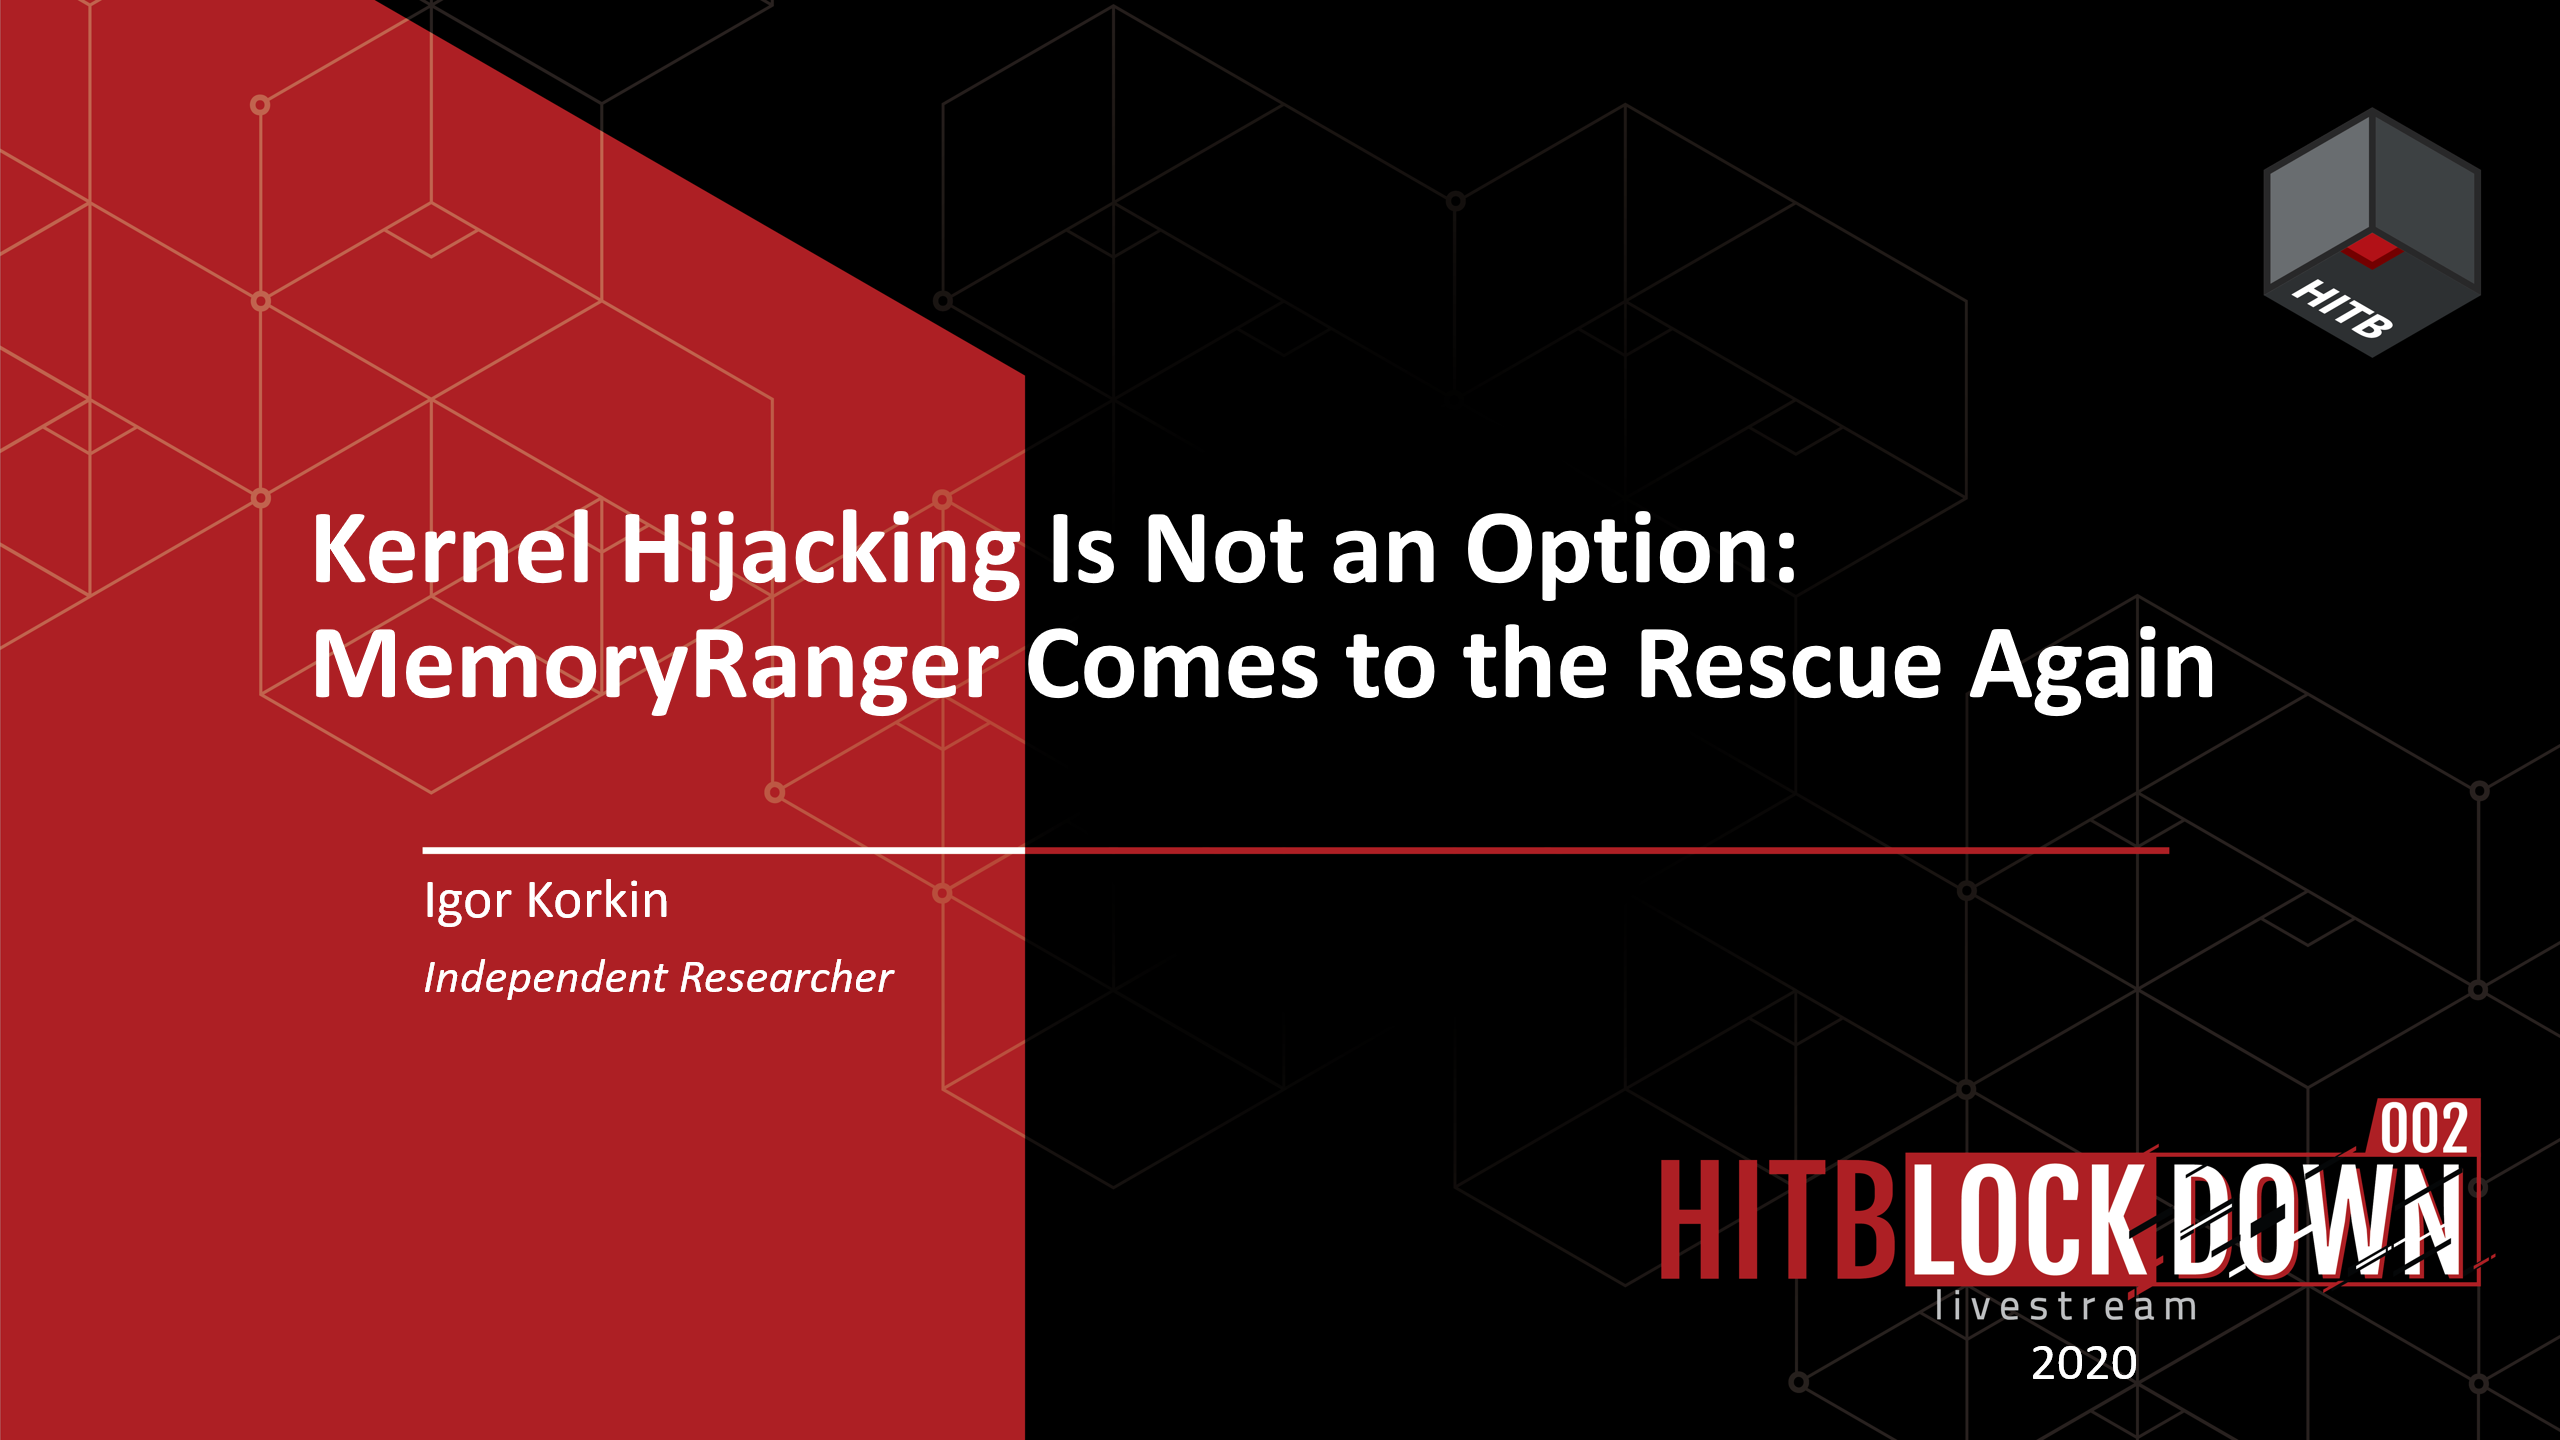 HITB
Kernel Hijacking Is Not an Option:
MemoryRanger Comes to the Rescue Again
Igor Korkin
Independent Researcher
002
HITBLOCKDOWN
livestream
2020